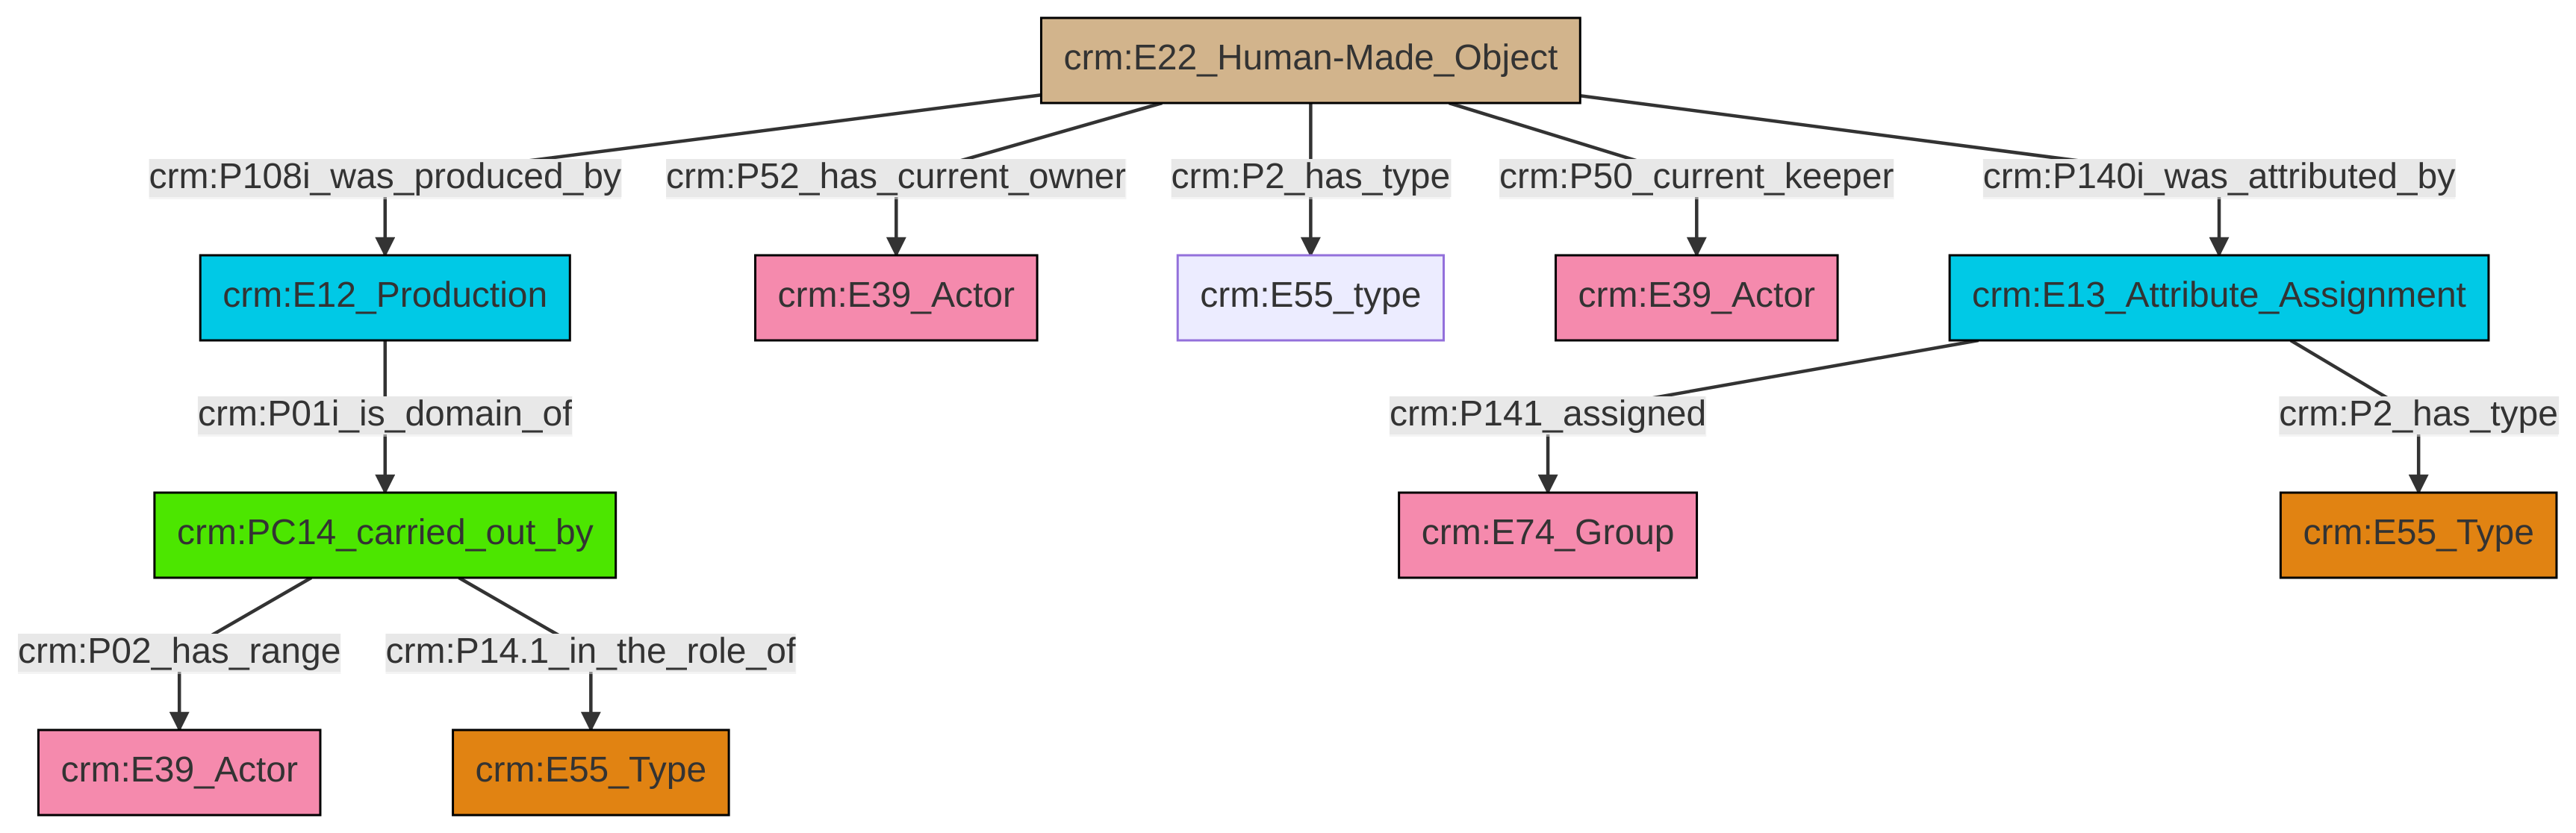 crm:E22_Human-Made_Object
crm:P108i_was_produced_by
crm:P52_has_current_owner
crm:P2_has_type
crm:P50_current_keeper
crm:P140i_was_attributed_by
crm:E12_Production
crm:E39_Actor
crm:E55_type
crm:E39_Actor
crm:E13_Attribute_Assignment
crm:P01i_is_domain_of
crm:P141_assigned
crm:P2_has_type
crm:PC14_carried_out_by
crm:E74_Group
crm:E55_Type
crm:P02_has_range
crm:P14.1_in_the_role_of
crm:E39_Actor
crm:E55_Type